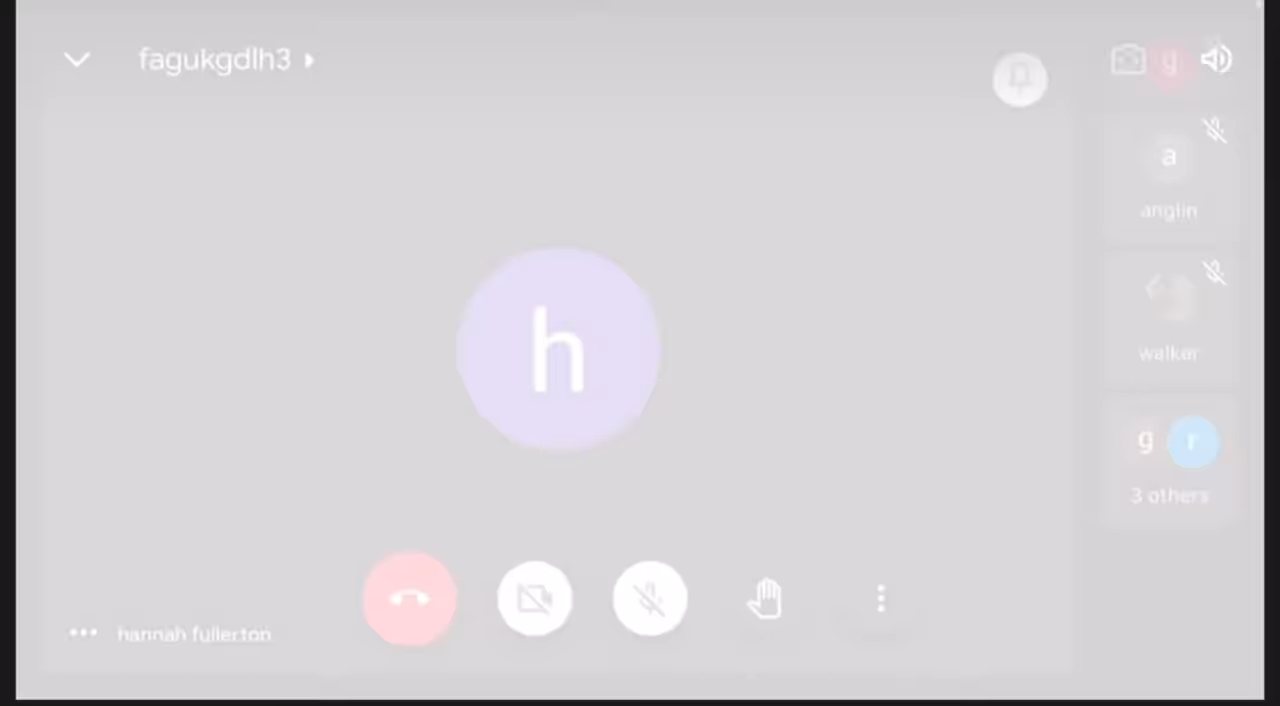 fagukgdlh3
g
a
anglin
h
walker
g r
3 others
hannah fullerton